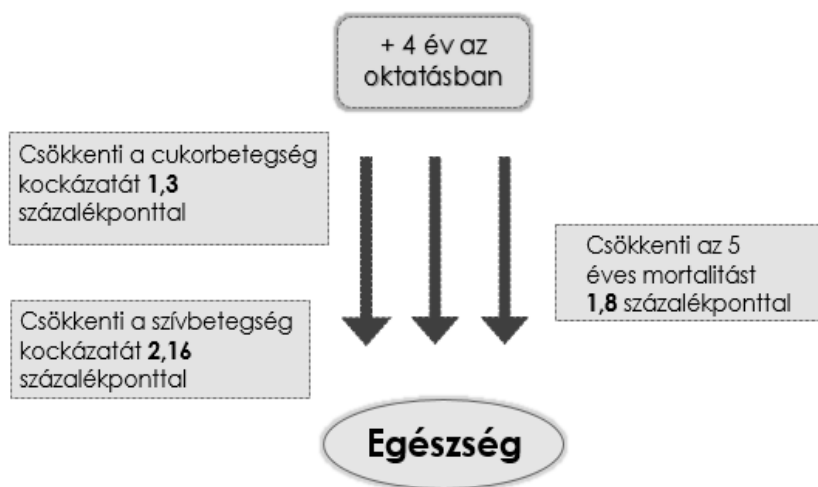 + 4 év az
oktatásban
Csökkenti a cukorbetegség
kockázatát 1,3
százalékponttal
Csökkenti az 5
éves mortalitást
1,8 százalékponttal
Csökkenti a szívbetegség
kockázatát 2,16
százalékponttal
Egészség